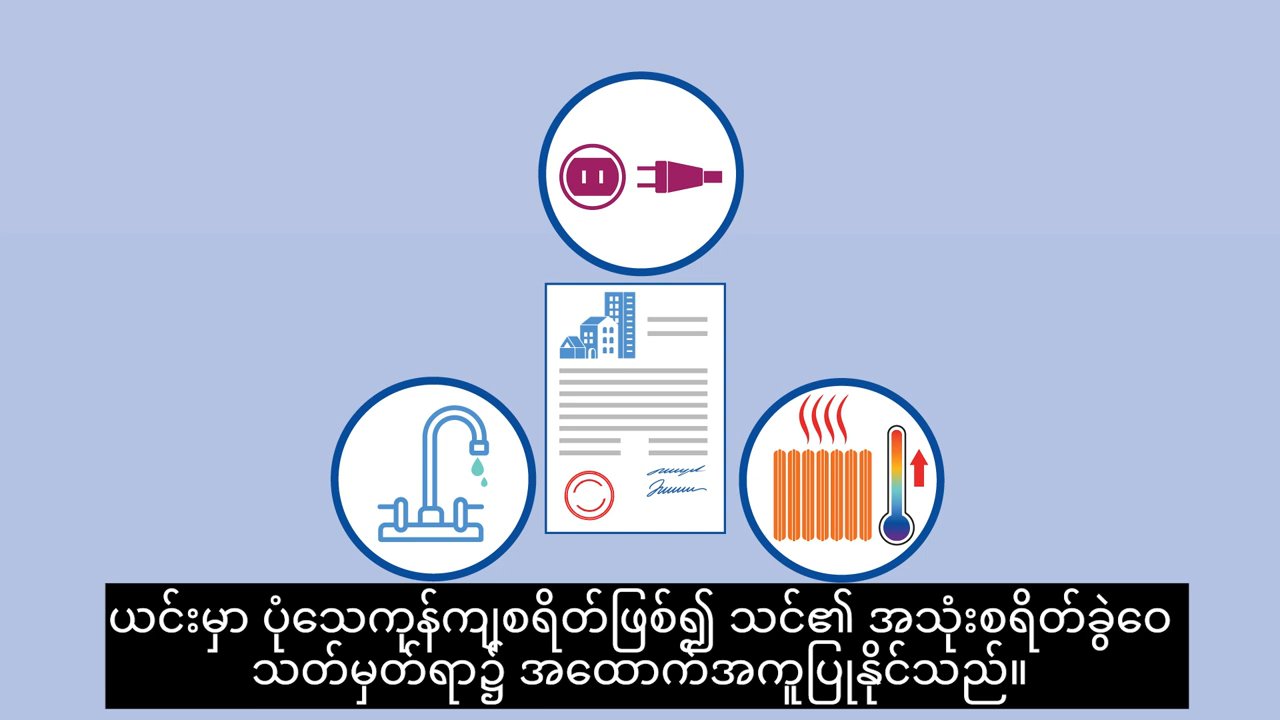 ယင်းမှာ ပုံသေကုန်ကျစရိတ်ဖြစ်၍ သင်၏ အသုံးစရိတ်ခွဲဝေ
သတ်မှတ်ရာ၌ အထောက်အကူပြုနိုင်သည်။